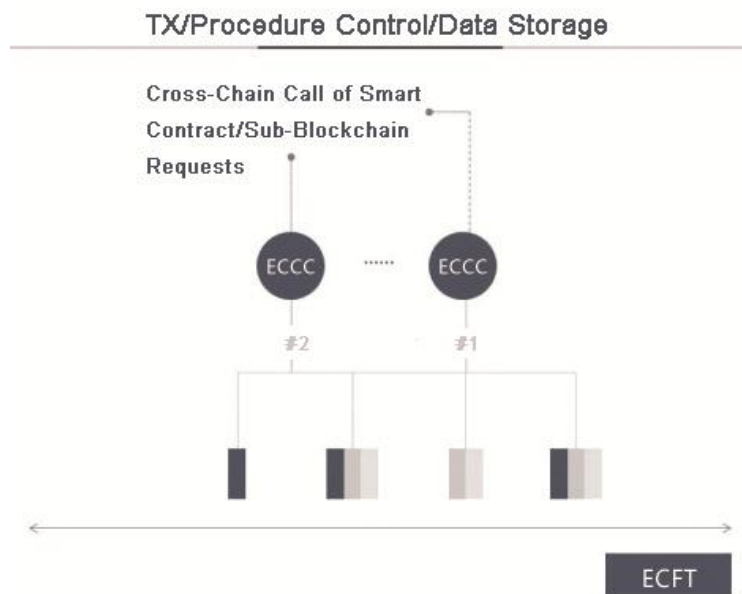 TX/Procedure Control/Data Storage
Cross-Chain Call of Smart
Contract/Sub-Blockchain
Requests
ECCC ······ ECCC
#2 #1
ECFT